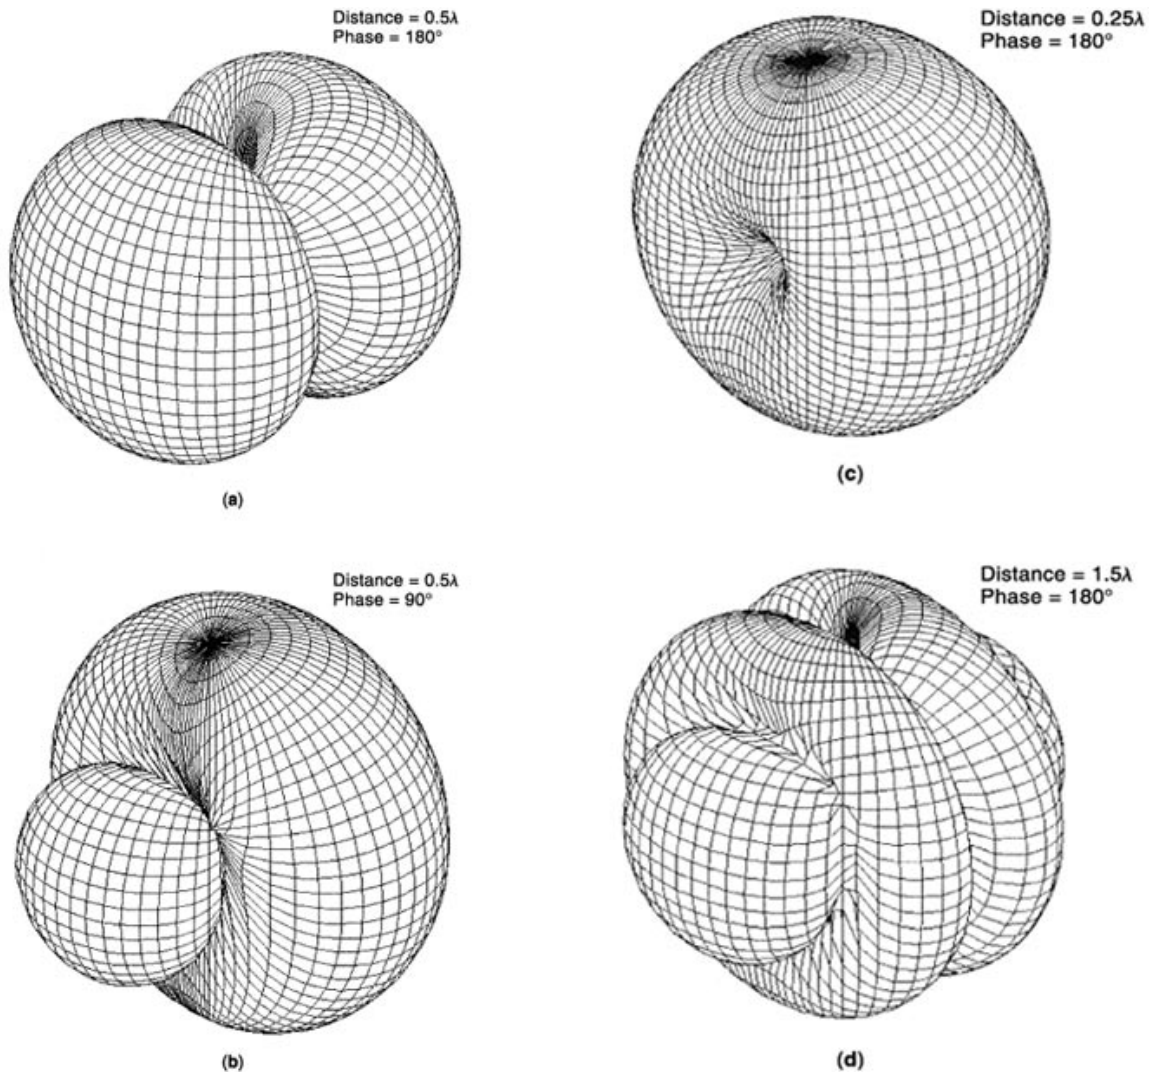 Distance = 0.5λ
Phase = 180°
(a)
Distance = 0.25λ
Phase = 180°
(c)
Distance = 0.5λ
Phase = 90°
(b)
Distance = 1.5λ
Phase = 180°
(d)